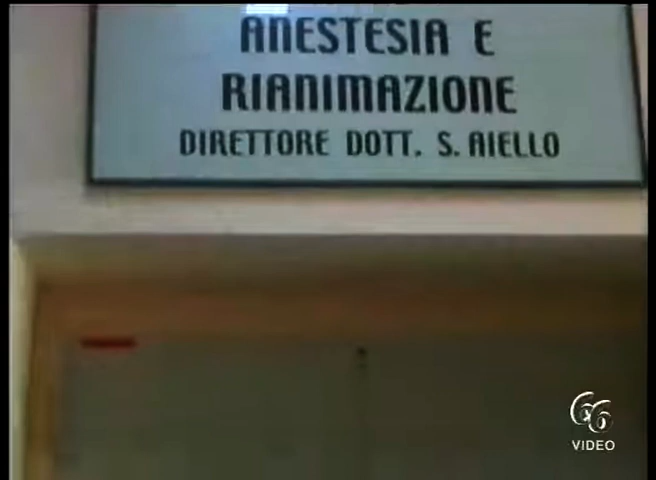 ANESTESIA E
RIANIMAZIONE
DIRETTORE DOTT. S. AIELLO
VIDEO